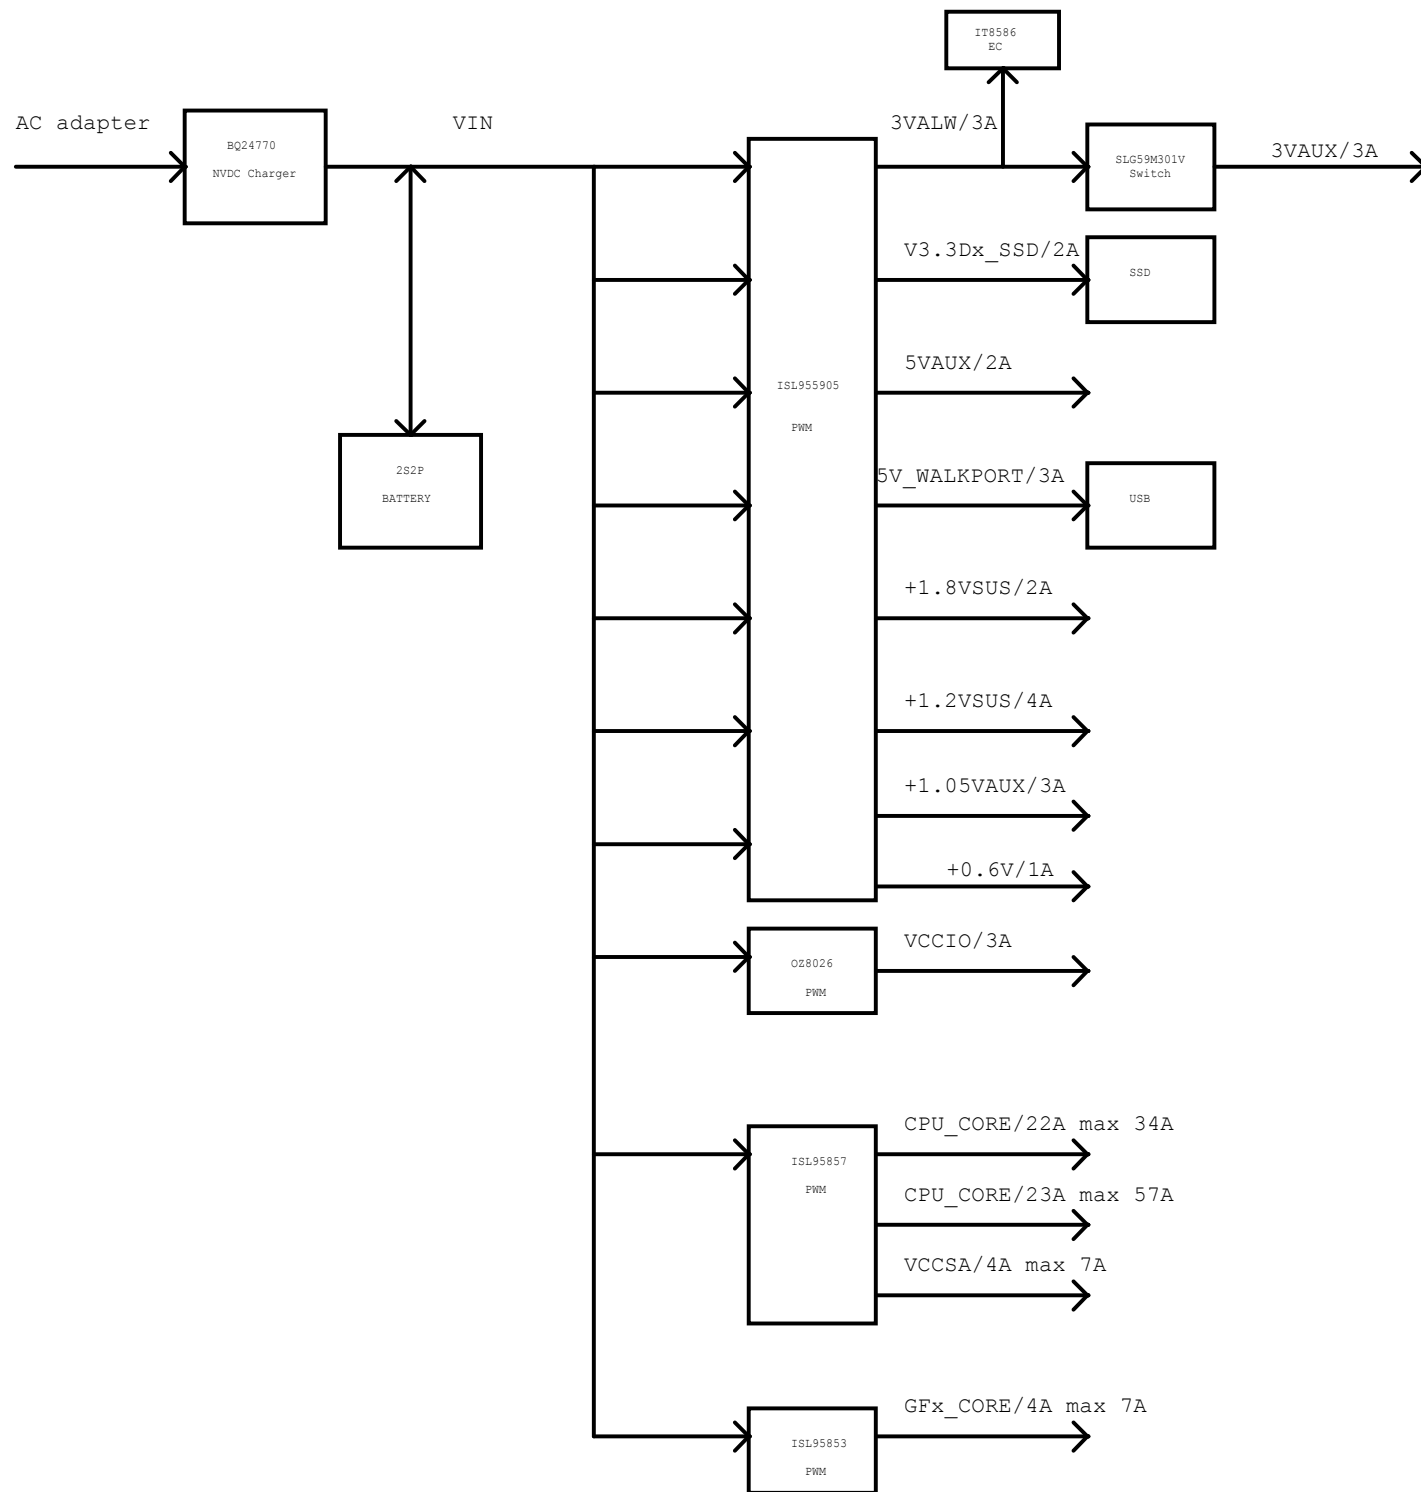 IT8586
EC
AC adapter
BQ24770
NVDC Charger
VIN
3VALW/3A
SLG59M301V
Switch
3VAUX/3A
V3.3Dx_SSD/2A
SSD
5VAUX/2A
ISL955905
PWM
2S2P
BATTERY
5V_WALKPORT/3A
USB
+1.8VSUS/2A
+1.2VSUS/4A
+1.05VAUX/3A
+0.6V/1A
OZ8026
PWM
VCCIO/3A
CPU_CORE/22A max 34A
ISL95857
PWM
CPU_CORE/23A max 57A
VCCSA/4A max 7A
GFx_CORE/4A max 7A
ISL95853
PWM